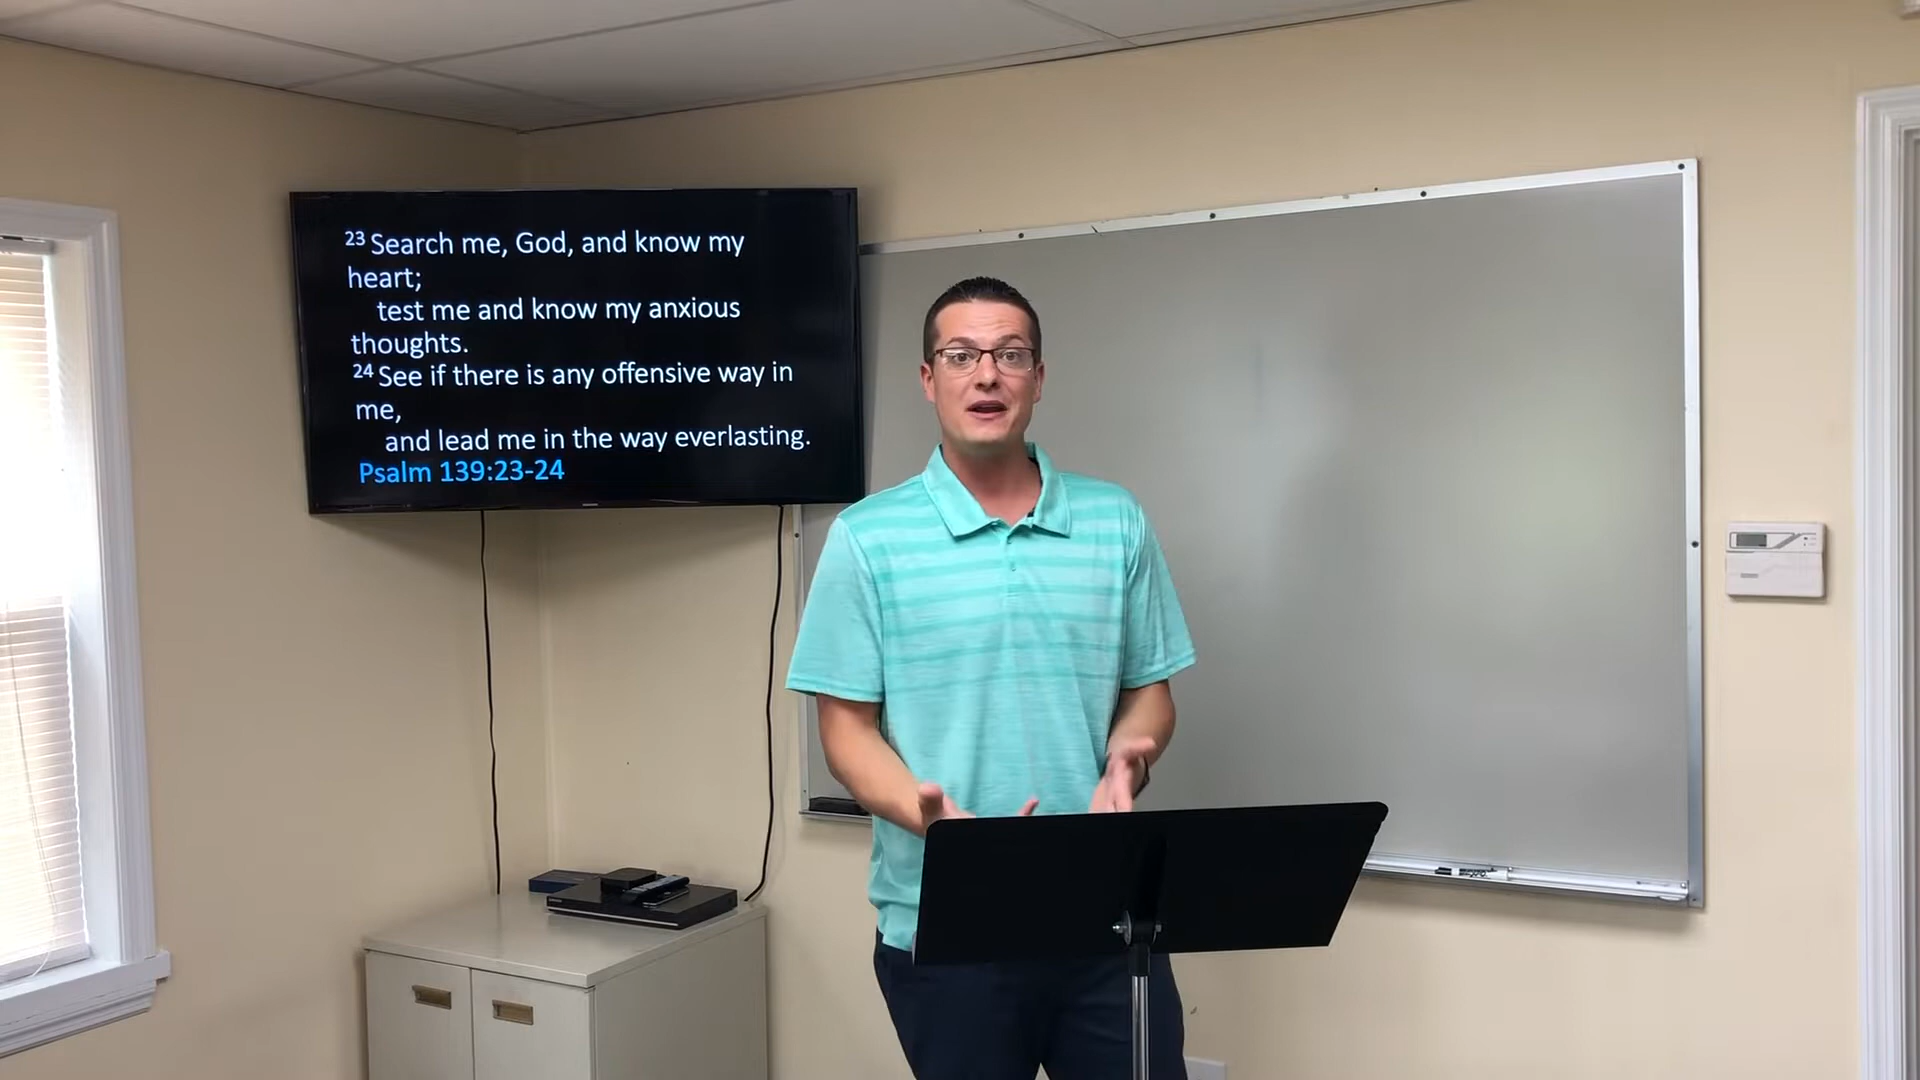 23 Search me, God, and know my
heart;
test me and know my anxious
thoughts.
24 See if there is any offensive way in
me,
and lead me in the way everlasting.
Psalm 139:23-24